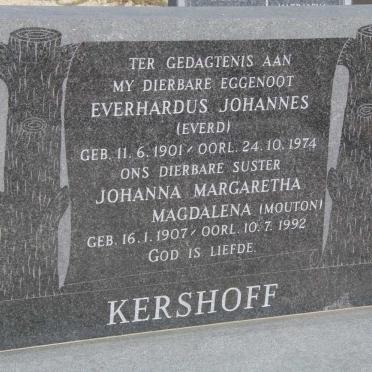 TER GEDAGTENIS AAN
MY DIERBARE EGGENOOT
EVERHARDUS JOHANNES
(EVERD)
GEB. 11.6.1901 / OORL. 24.10.1974
ONS DIERBARE SUSTER
JOHANNA MARGARETHA
MAGDALENA (MOUTON)
GEB. 16.1.1907 / OORL. 10.7.1992
GOD IS LIEFDE.
KERSHOFF